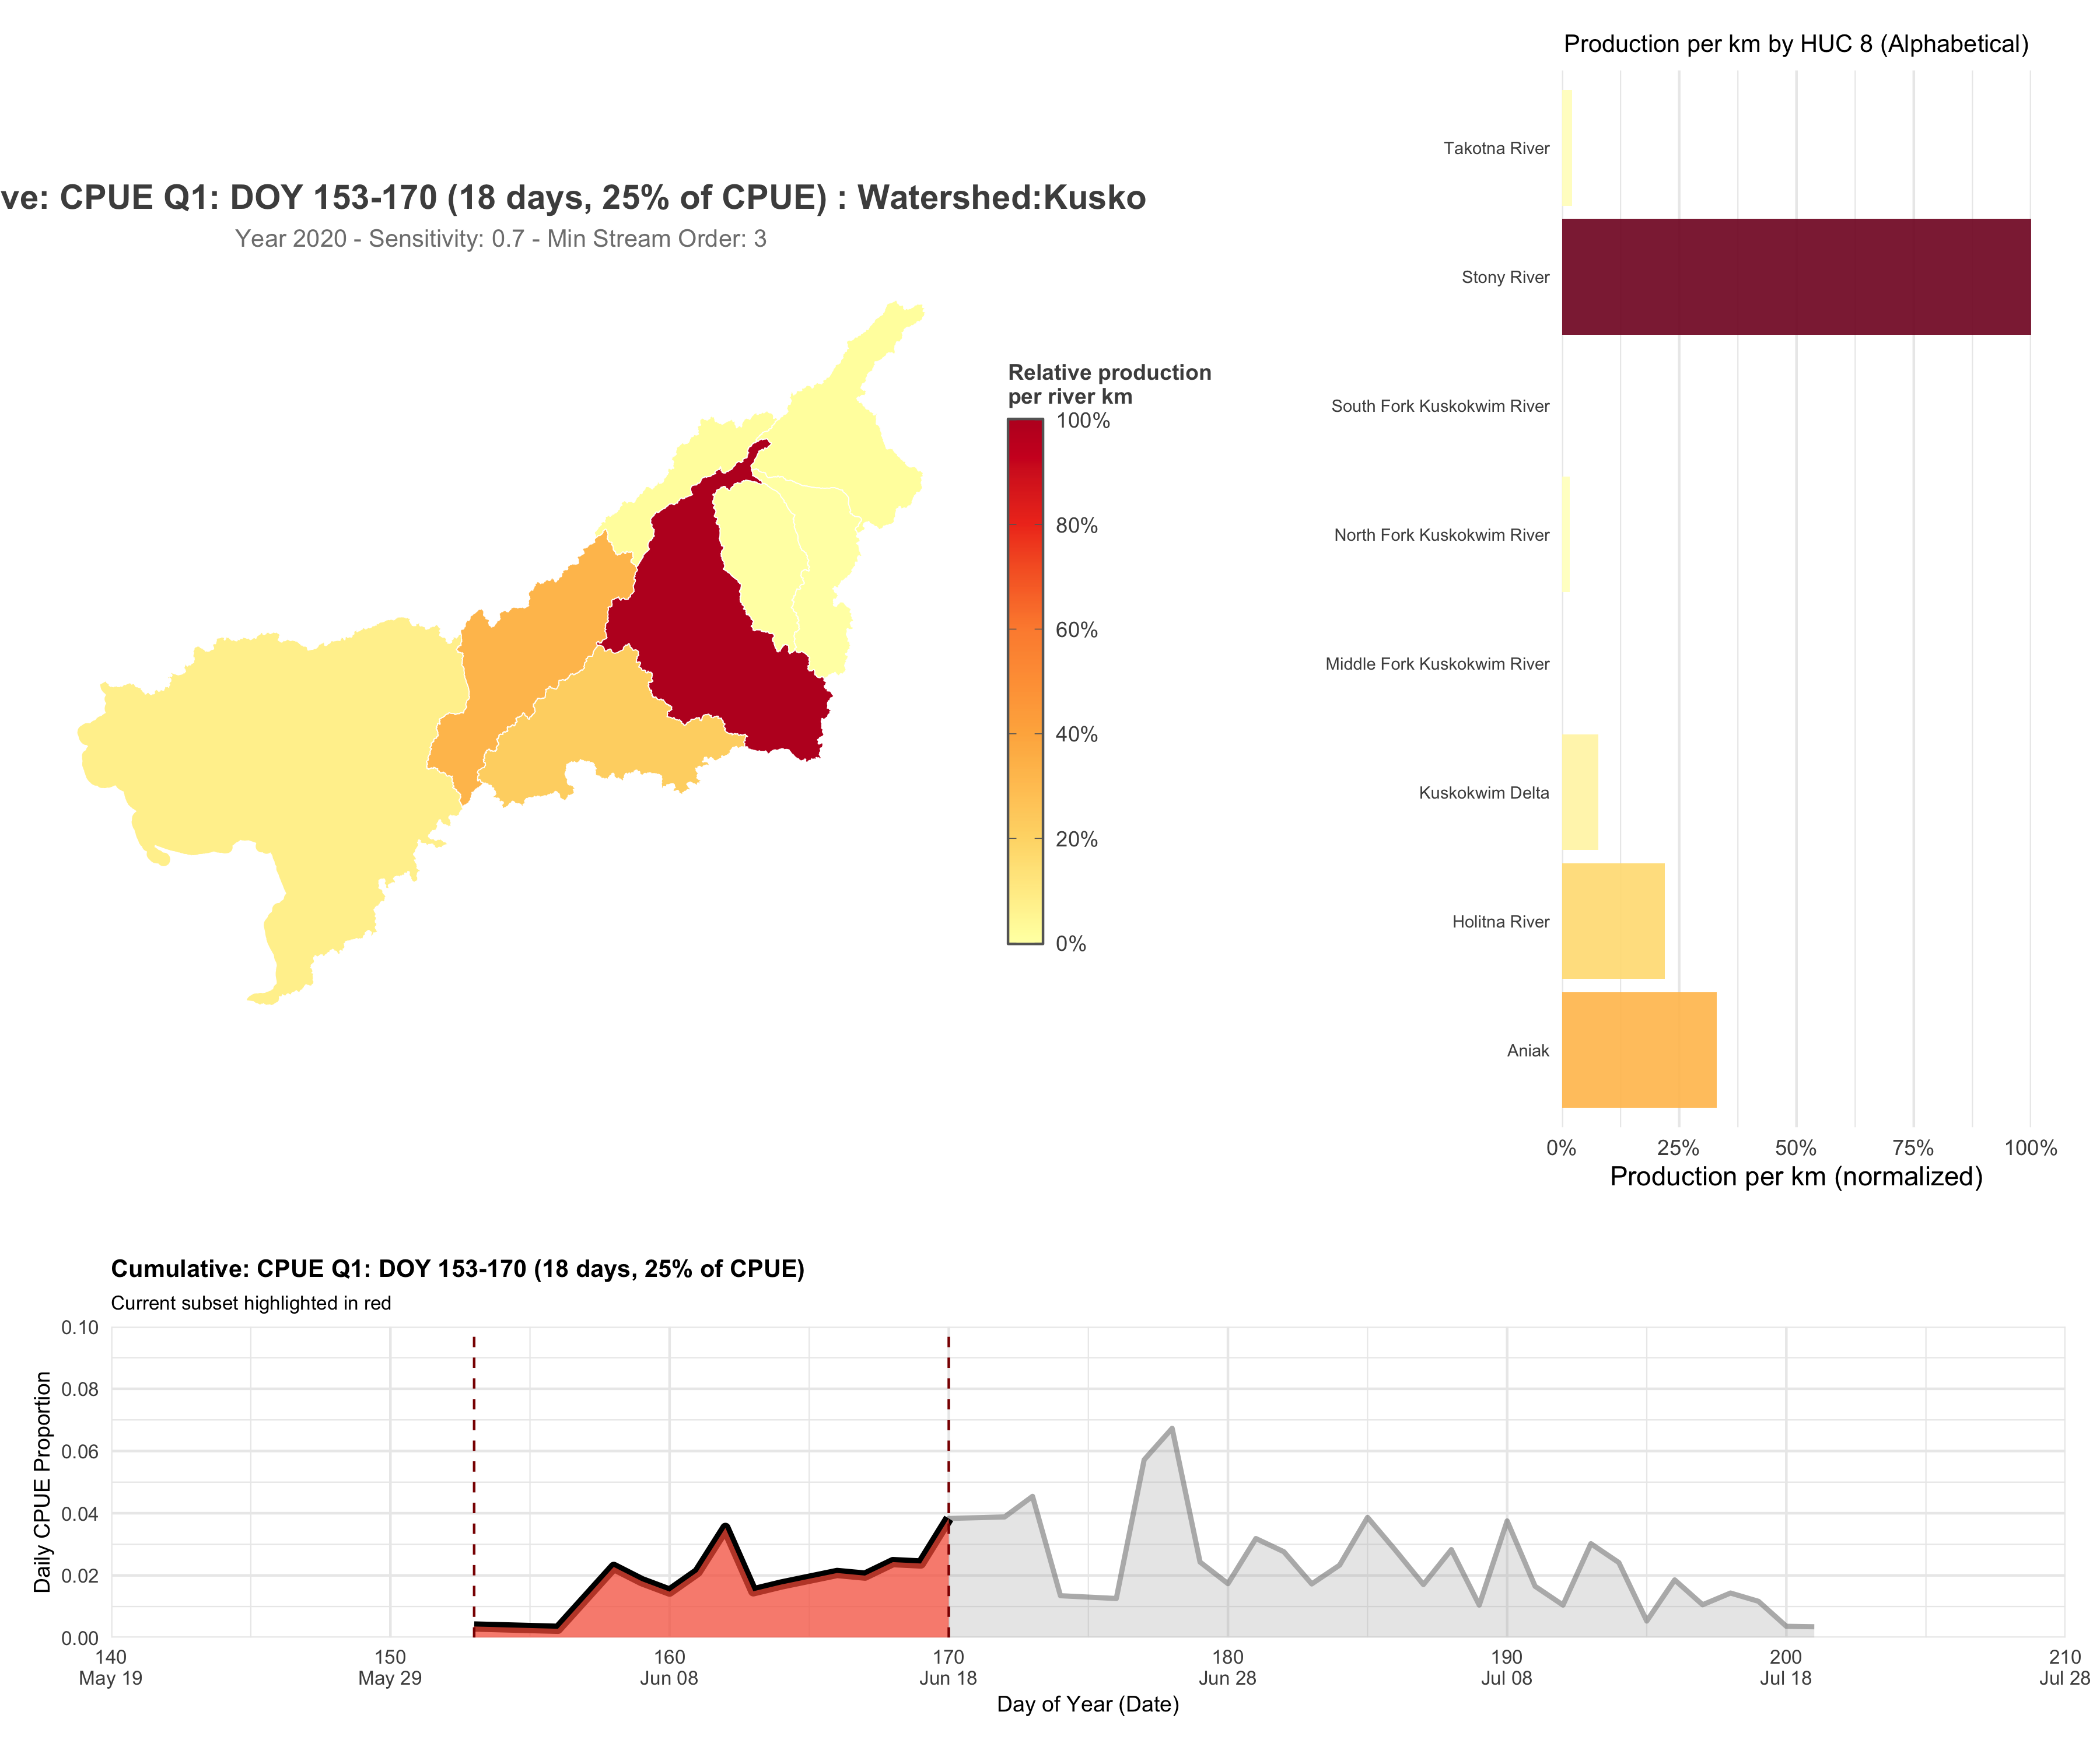 Production per km by HUC 8 (Alphabetical)
Takotna River
Stony River
South Fork Kuskokwim River
North Fork Kuskokwim River
Middle Fork Kuskokwim River
Kuskokwim Delta
Holitna River
Aniak
0% 25% 50% 75% 100%
Production per km (normalized)
ve: CPUE Q1: DOY 153-170 (18 days, 25% of CPUE) : Watershed:Kusko
Year 2020 - Sensitivity: 0.7 - Min Stream Order: 3
Relative production
per river km
100%
80%
60%
40%
20%
0%
Cumulative: CPUE Q1: DOY 153-170 (18 days, 25% of CPUE)
Current subset highlighted in red
Daily CPUE Proportion
0.10
0.08
0.06
0.04
0.02
0.00
140 150 160 170 180 190 200 210
May 19 May 29 Jun 08 Jun 18 Jun 28 Jul 08 Jul 18 Jul 28
Day of Year (Date)